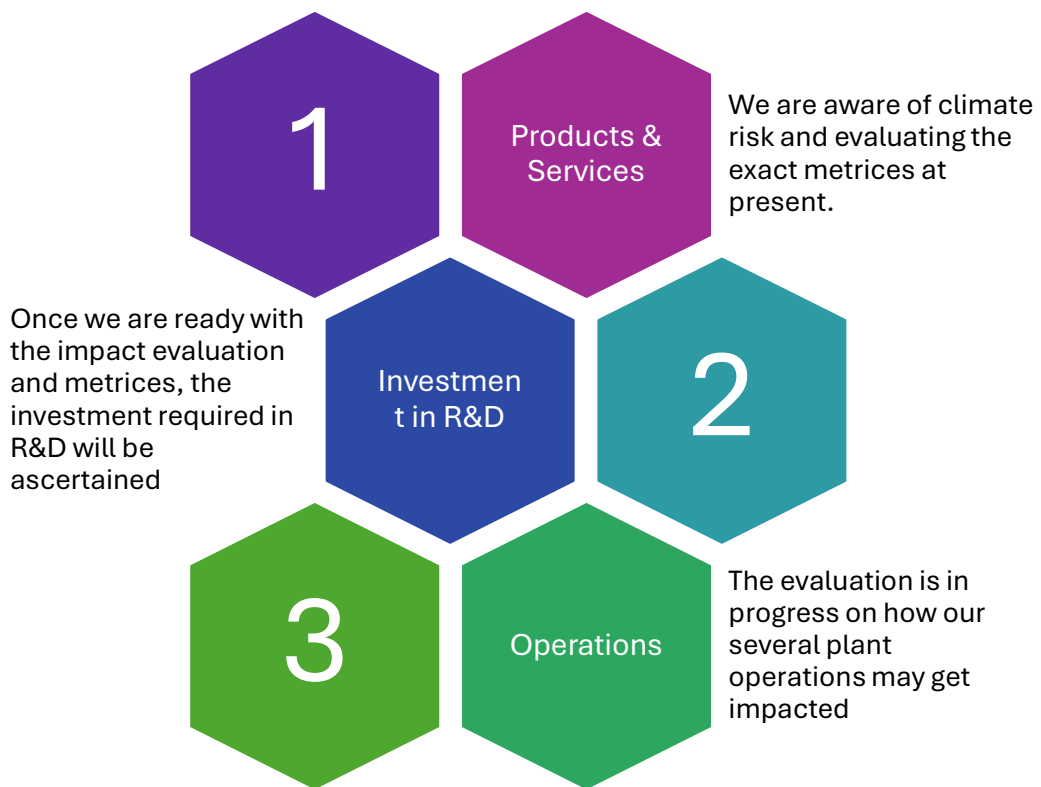 1
Products &
Services
We are aware of climate
risk and evaluating the
exact metrices at
present.
Once we are ready with
the impact evaluation
and metrices, the
investment required in
R&D will be
ascertained
Investmen
t in R&D
2
3
Operations
The evaluation is in
progress on how our
several plant
operations may get
impacted